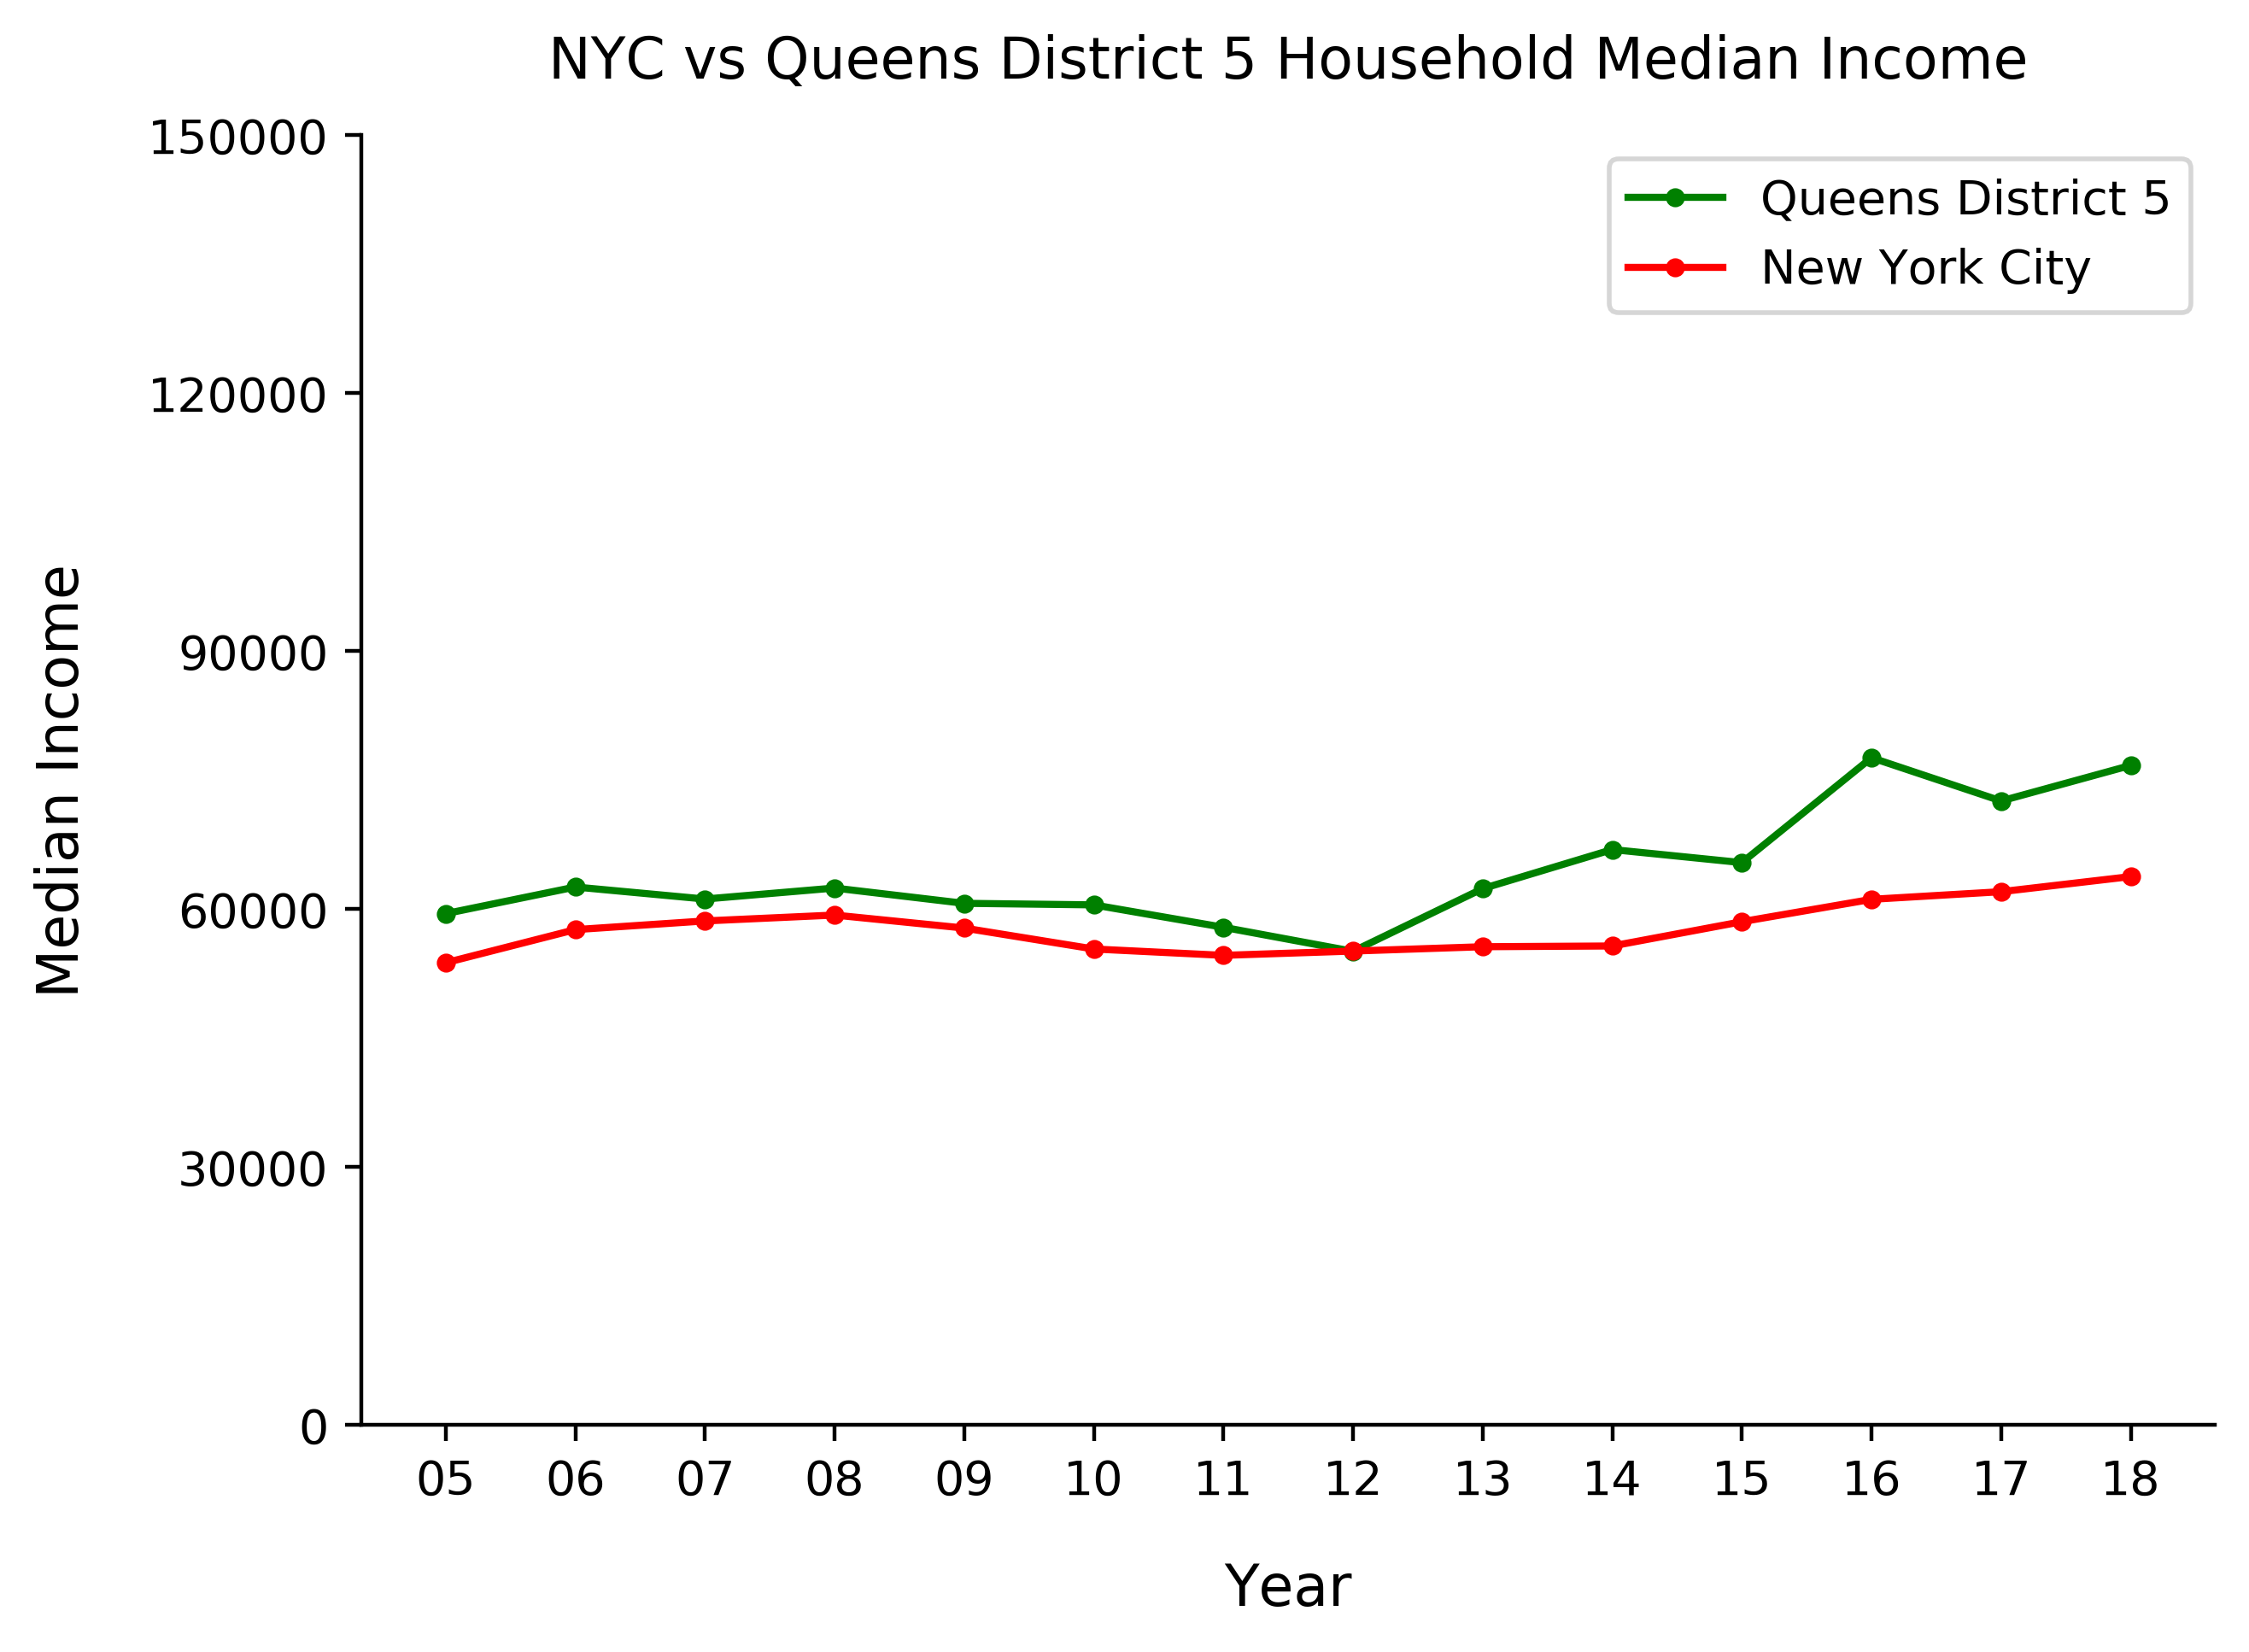 NYC vs Queens District 5 Household Median Income
150000
120000
90000
60000
30000
0
Median Income
Queens District 5
New York City
05 06 07 08 09 10 11 12 13 14 15 16 17 18
Year